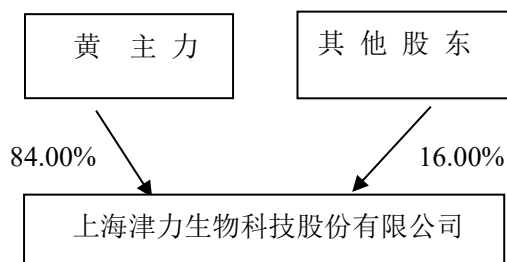 黄 主 力
其 他 股 东
84.00%
16.00%
上海津力生物科技股份有限公司